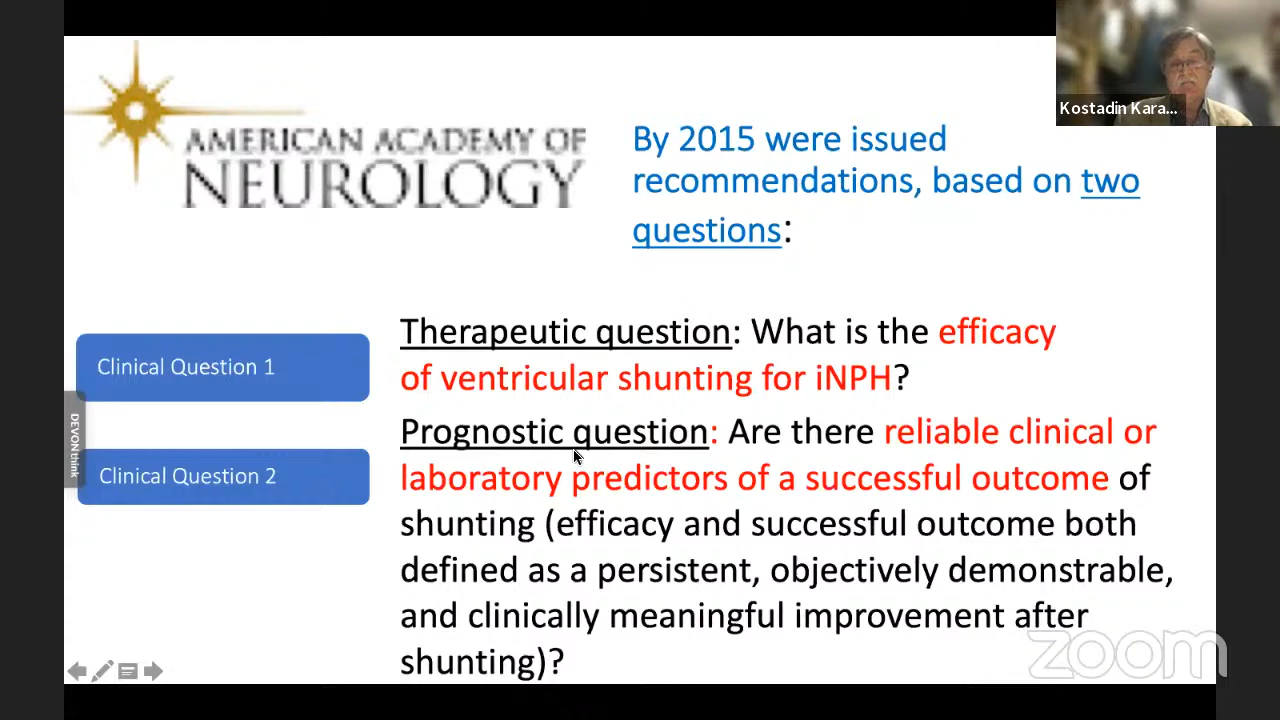 Kostadin Kara...
AMERICAN ACADEMY OF
NEUROLOGY
By 2015 were issued
recommendations, based on two
questions:
Clinical Question 1
Therapeutic question: What is the efficacy
of ventricular shunting for iNPH?
DEVONthink
Clinical Question 2
Prognostic question: Are there reliable clinical or
laboratory predictors of a successful outcome of
shunting (efficacy and successful outcome both
defined as a persistent, objectively demonstrable,
and clinically meaningful improvement after
shunting)?
zoom